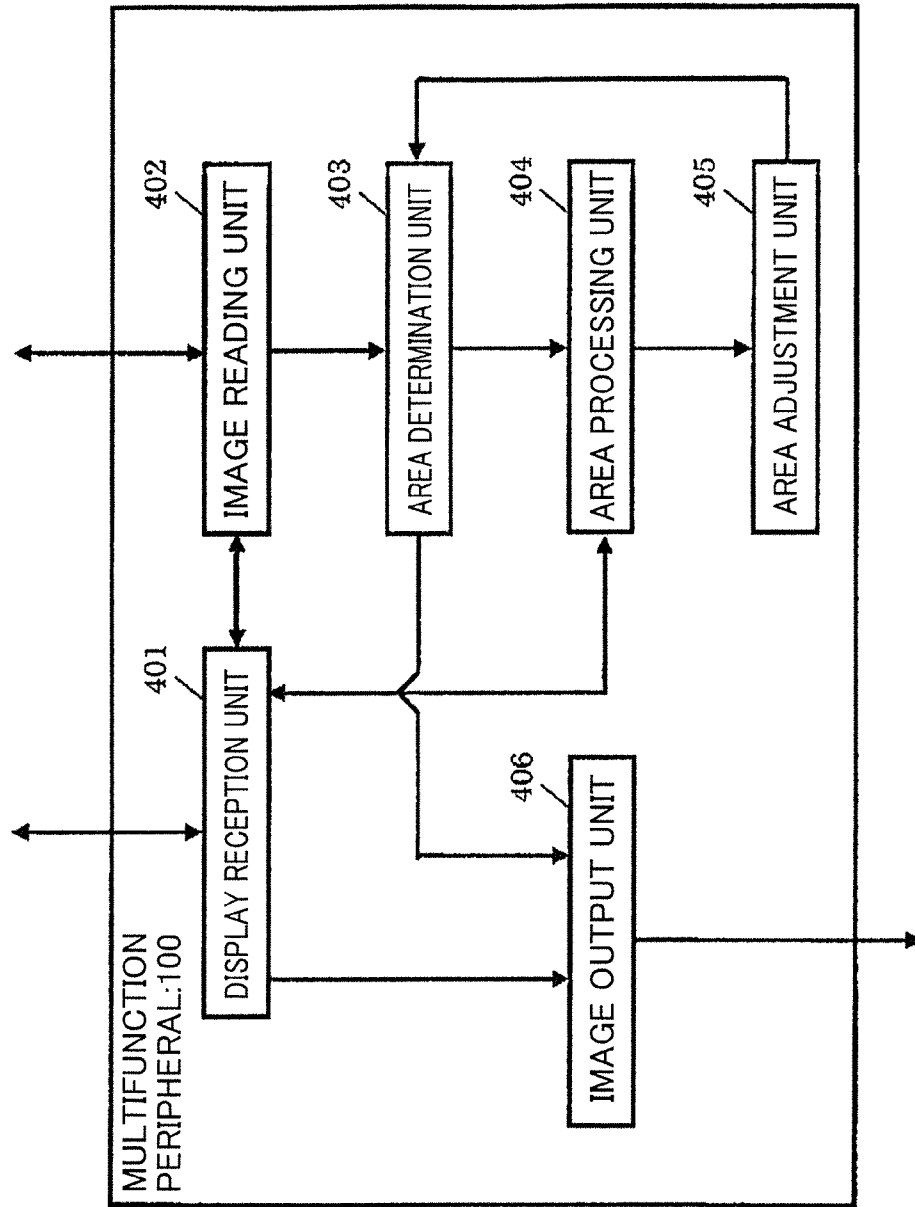 MULTIFUNCTION
PERIPHERAL:100
401
DISPLAY RECEPTION UNIT
402
IMAGE READING UNIT
403
AREA DETERMINATION UNIT
404
AREA PROCESSING UNIT
405
AREA ADJUSTMENT UNIT
406
IMAGE OUTPUT UNIT